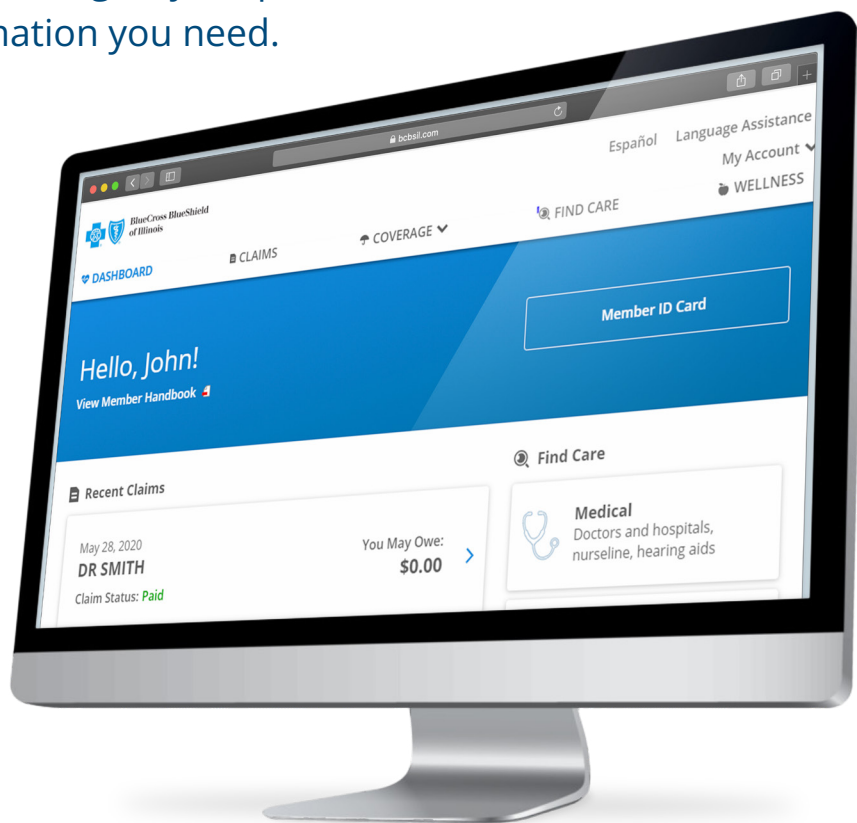 mation you need.
bcbsil.com
Español Language Assistance
My Account
BlueCross BlueShield
of Illinois
DASHBOARD
CLAIMS
COVERAGE
FIND CARE
WELLNESS
Hello, John!
View Member Handbook
Member ID Card
Recent Claims
May 28, 2020
DR SMITH
Claim Status: Paid
You May Owe:
$0.00
Find Care
Medical
Doctors and hospitals,
nurseline, hearing aids